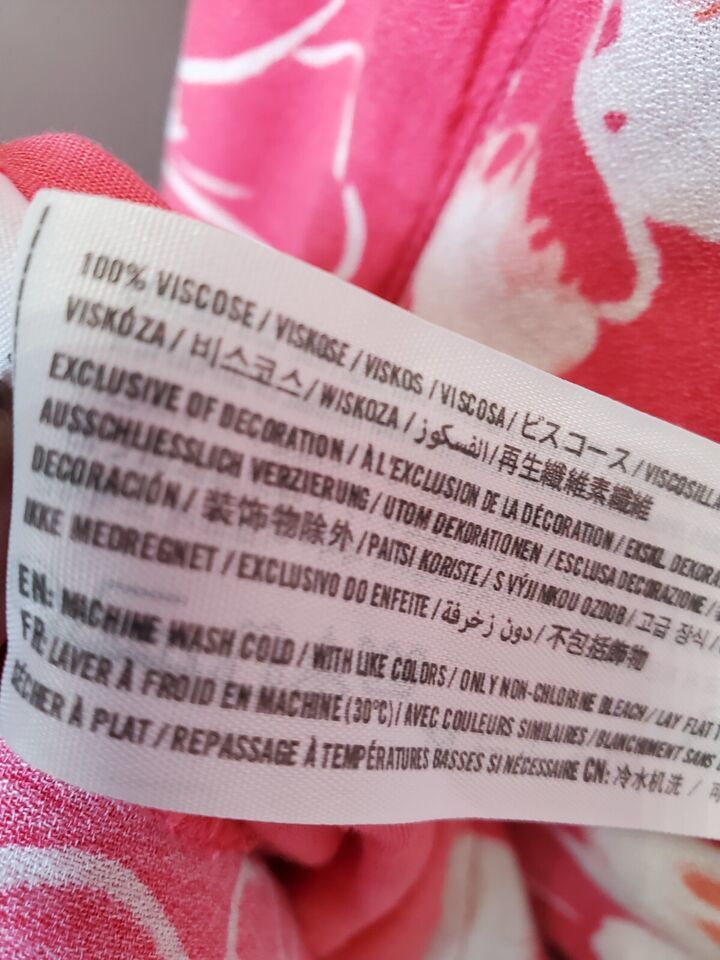 100% VISCOSE / VISKOSE / VISKOS / VISCOSA / ビスコース / VISCOSILLA
VISKÓZA / 비스코스 / WISKOZA / الفسكوز / 再生纖維素纖維
EXCLUSIVE OF DECORATION / À L'EXCLUSION DE LA DÉCORATION / EKSKL. DEKORA
AUSSCHLIESSLICH VERZIERUNG / UTOM DEKORATIONEN / ESCLUSA DECORAZIONE /
DECORACIÓN / 装飾物除外 / PAITSI KORISTE / S VÝJIMKOU OZDOB / 고급 장식 /
IKKE MEDREGNET / EXCLUSIVO DO ENFEITE / دون زخرفة / 不包括飾物
EN: MACHINE WASH COLD / WITH LIKE COLORS / ONLY NON-CHLORINE BLEACH / LAY FLAT T
FR: LAVER À FROID EN MACHINE (30°C) / AVEC COULEURS SIMILAIRES / BLANCHIMENT SANS
SÉCHER À PLAT / REPASSAGE À TEMPÉRATURES BASSES SI NÉCESSAIRE CN: 冷水机洗 /